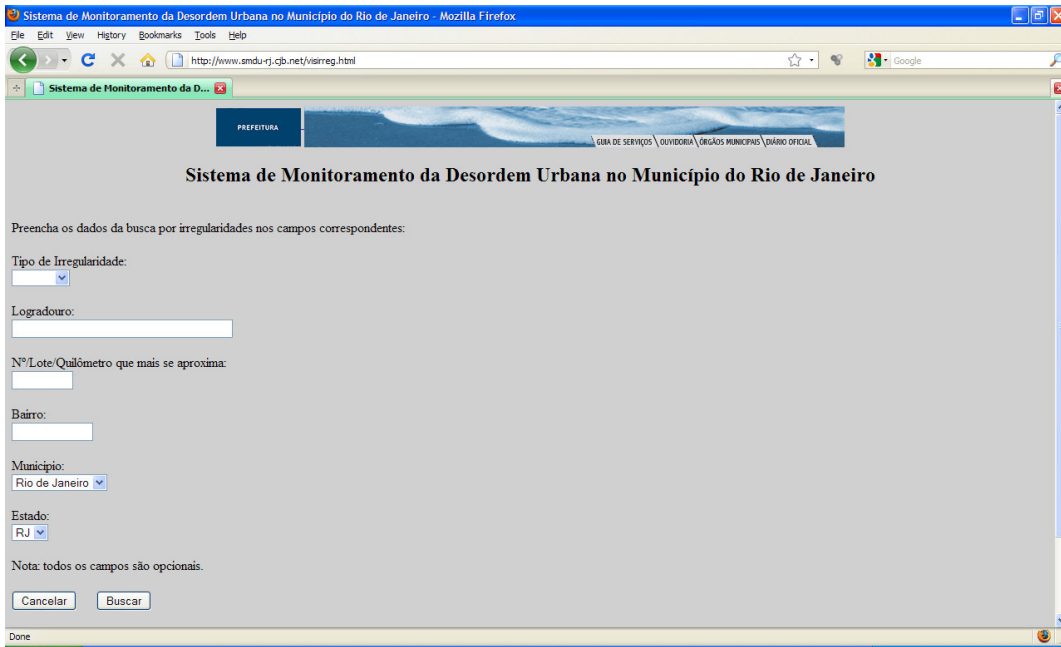 Sistema de Monitoramento da Desordem Urbana no Município do Rio de Janeiro - Mozilla Firefox
File Edit View History Bookmarks Tools Help
http://www.smdu-rj.cjb.net/visirreg.html
Google
Sistema de Monitoramento da D...
PREFEITURA
GUIA DE SERVIÇOS \ OUVIDORIA \ ÓRGÃOS MUNICIPAIS \ DIÁRIO OFICIAL
Sistema de Monitoramento da Desordem Urbana no Município do Rio de Janeiro
Preencha os dados da busca por irregularidades nos campos correspondentes:
Tipo de Irregularidade:
Logradouro:
Nº/Lote/Quilômetro que mais se aproxima:
Bairro:
Município:
Rio de Janeiro
Estado:
RJ
Nota: todos os campos são opcionais.
Cancelar Buscar
Done